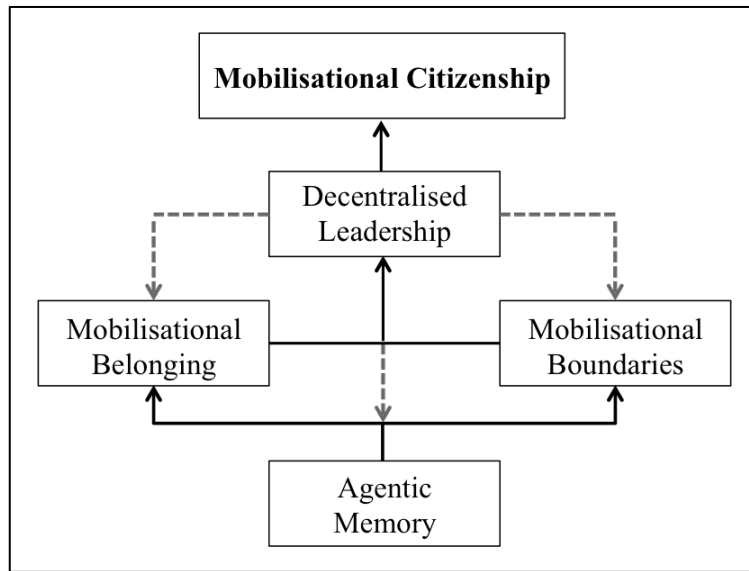 Mobilisational Citizenship
Decentralised
Leadership
Mobilisational
Belonging
Mobilisational
Boundaries
Agentic
Memory